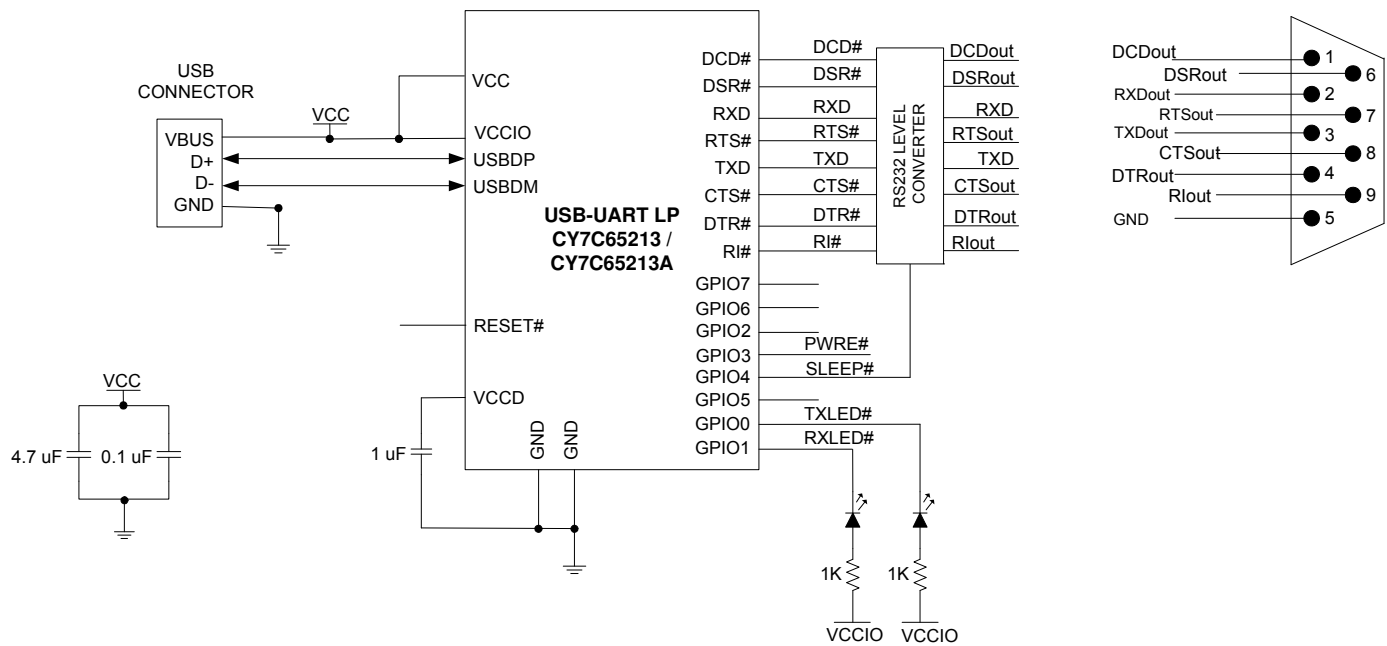 USB
CONNECTOR
VBUS
D+
D-
GND
VCC
VCC
VCCIO
USBDP
USBDM
RESET#
VCCD
GND
GND
USB-UART LP
CY7C65213 /
CY7C65213A
DCD#
DSR#
RXD
RTS#
TXD
CTS#
DTR#
RI#
GPIO7
GPIO6
GPIO2
GPIO3
GPIO4
GPIO5
GPIO0
GPIO1
DCD#
DSR#
RXD
RTS#
TXD
CTS#
DTR#
RI#
PWRE#
SLEEP#
TXLED#
RXLED#
RS232 LEVEL
CONVERTER
DCDout
DSRout
RXD
RTSout
TXD
CTSout
DTRout
RIout
DCDout 1
DSRout 6
RXDout 2
RTSout 7
TXDout 3
CTSout 8
DTRout 4
RIout 9
GND 5
VCC
4.7 uF 0.1 uF
1 uF
1K 1K
VCCIO VCCIO